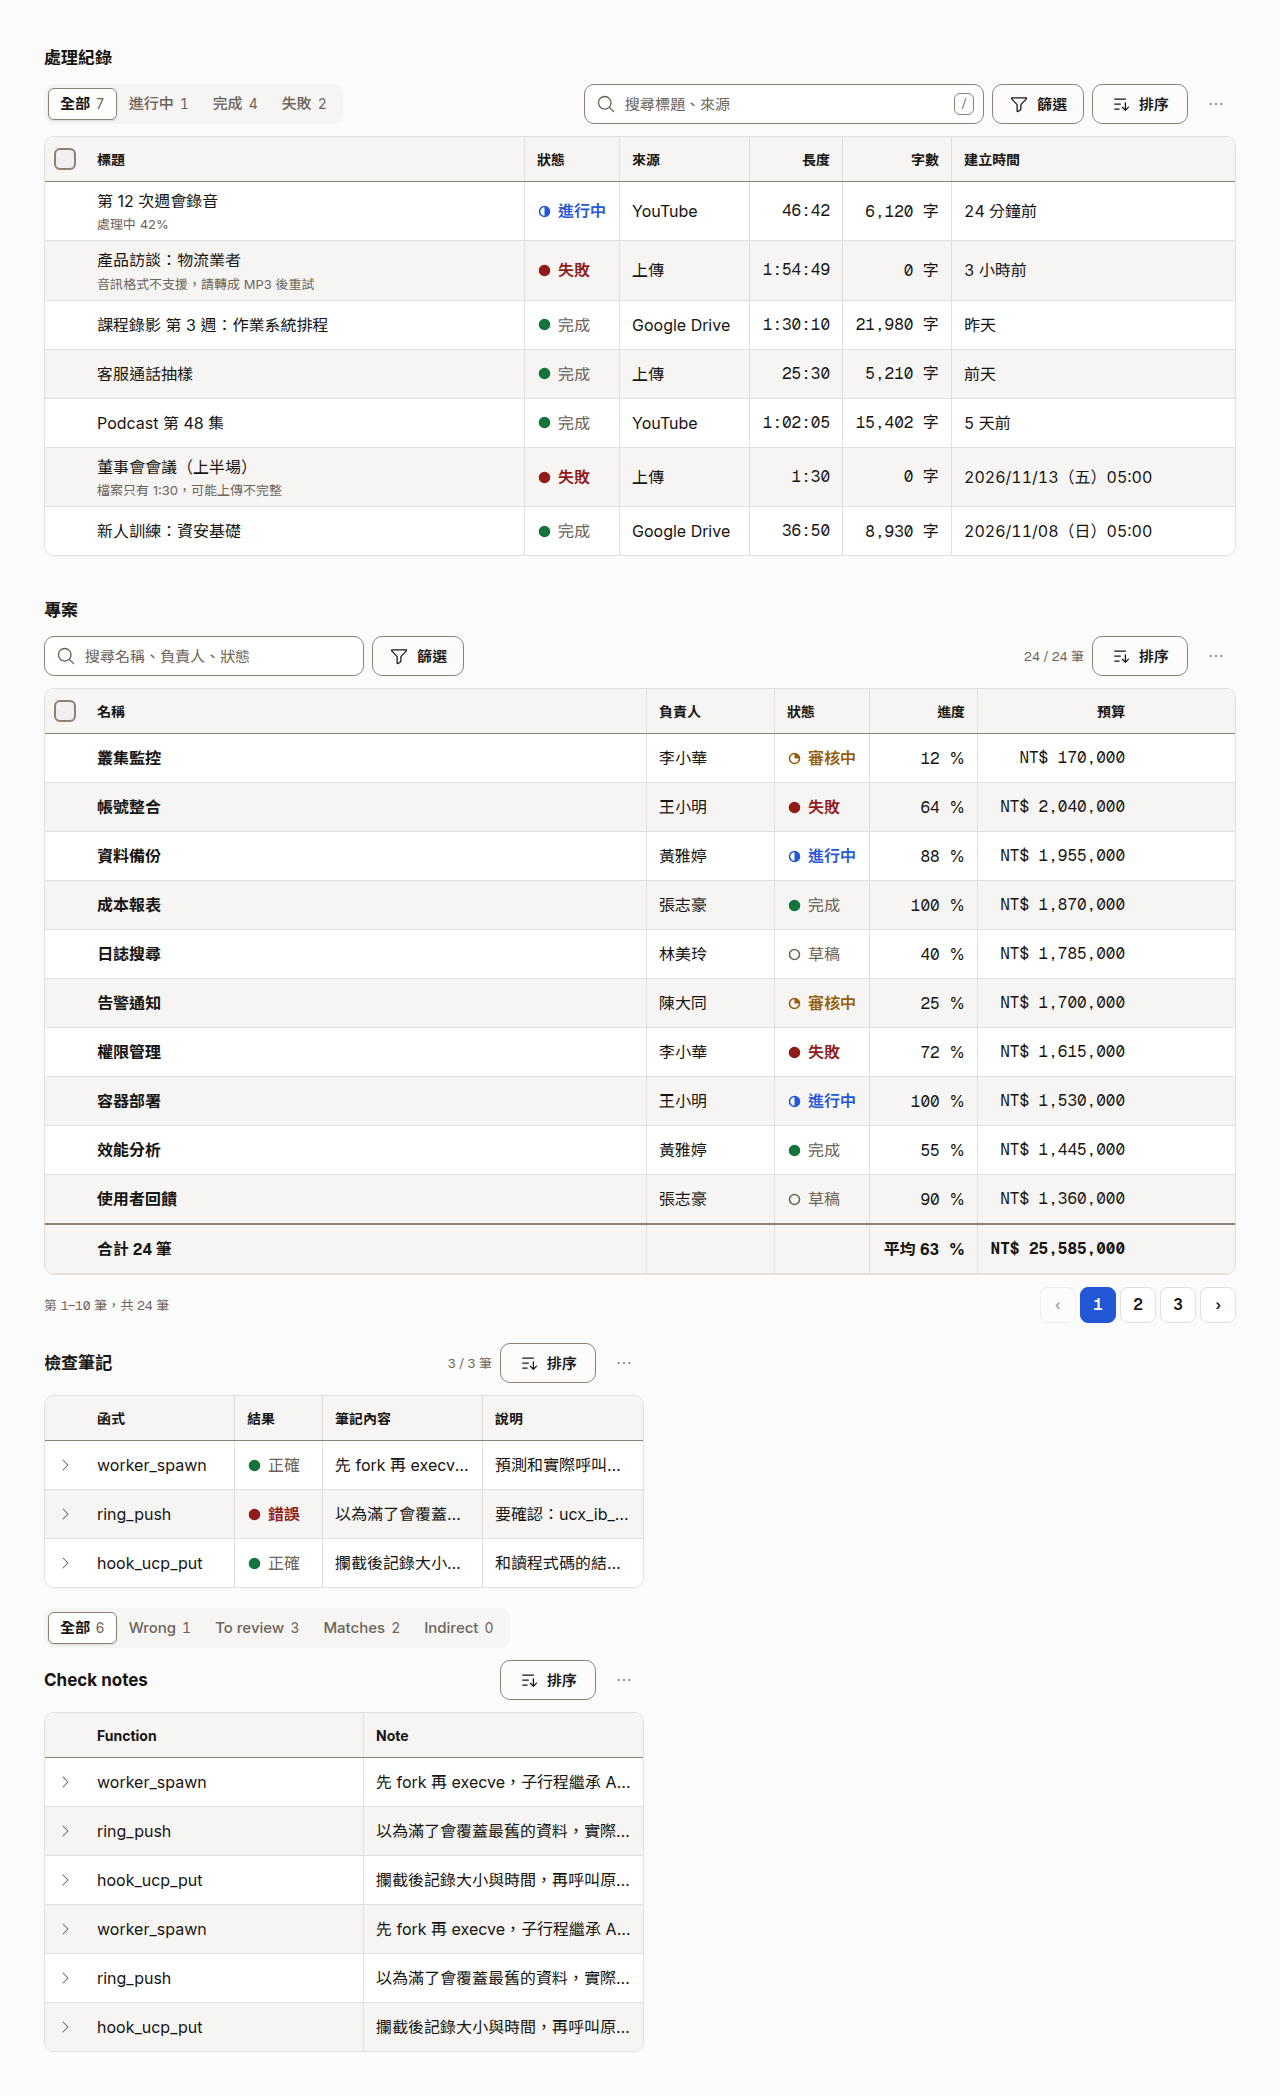 處理紀錄
全部 7 進行中 1 完成 4 失敗 2 搜尋標題、來源 / 篩選 排序 ···
標題 狀態 來源 長度 字數 建立時間
第 12 次週會錄音 進行中 YouTube 46:42 6,120 字 24 分鐘前
處理中 42%
產品訪談：物流業者 失敗 上傳 1:54:49 0 字 3 小時前
音訊格式不支援，請轉成 MP3 後重試
課程錄影 第 3 週：作業系統排程 完成 Google Drive 1:30:10 21,980 字 昨天
客服通話抽樣 完成 上傳 25:30 5,210 字 前天
Podcast 第 48 集 完成 YouTube 1:02:05 15,402 字 5 天前
董事會會議（上半場） 失敗 上傳 1:30 0 字 2026/11/13（五）05:00
檔案只有 1:30，可能上傳不完整
新人訓練：資安基礎 完成 Google Drive 36:50 8,930 字 2026/11/08（日）05:00
專案
搜尋名稱、負責人、狀態 篩選 24 / 24 筆 排序 ···
名稱 負責人 狀態 進度 預算
叢集監控 李小華 審核中 12 % NT$ 170,000
帳號整合 王小明 失敗 64 % NT$ 2,040,000
資料備份 黃雅婷 進行中 88 % NT$ 1,955,000
成本報表 張志豪 完成 100 % NT$ 1,870,000
日誌搜尋 林美玲 草稿 40 % NT$ 1,785,000
告警通知 陳大同 審核中 25 % NT$ 1,700,000
權限管理 李小華 失敗 72 % NT$ 1,615,000
容器部署 王小明 進行中 100 % NT$ 1,530,000
效能分析 黃雅婷 完成 55 % NT$ 1,445,000
使用者回饋 張志豪 草稿 90 % NT$ 1,360,000
合計 24 筆 平均 63 % NT$ 25,585,000
第 1–10 筆，共 24 筆 ‹ 1 2 3 ›
檢查筆記 3 / 3 筆 排序 ···
函式 結果 筆記內容 說明
worker_spawn 正確 先 fork 再 execv… 預測和實際呼叫…
ring_push 錯誤 以為滿了會覆蓋… 要確認：ucx_ib_…
hook_ucp_put 正確 攔截後記錄大小… 和讀程式碼的結…
全部 6 Wrong 1 To review 3 Matches 2 Indirect 0
Check notes 排序 ···
Function Note
worker_spawn 先 fork 再 execve，子行程繼承 A…
ring_push 以為滿了會覆蓋最舊的資料，實際…
hook_ucp_put 攔截後記錄大小與時間，再呼叫原…
worker_spawn 先 fork 再 execve，子行程繼承 A…
ring_push 以為滿了會覆蓋最舊的資料，實際…
hook_ucp_put 攔截後記錄大小與時間，再呼叫原…